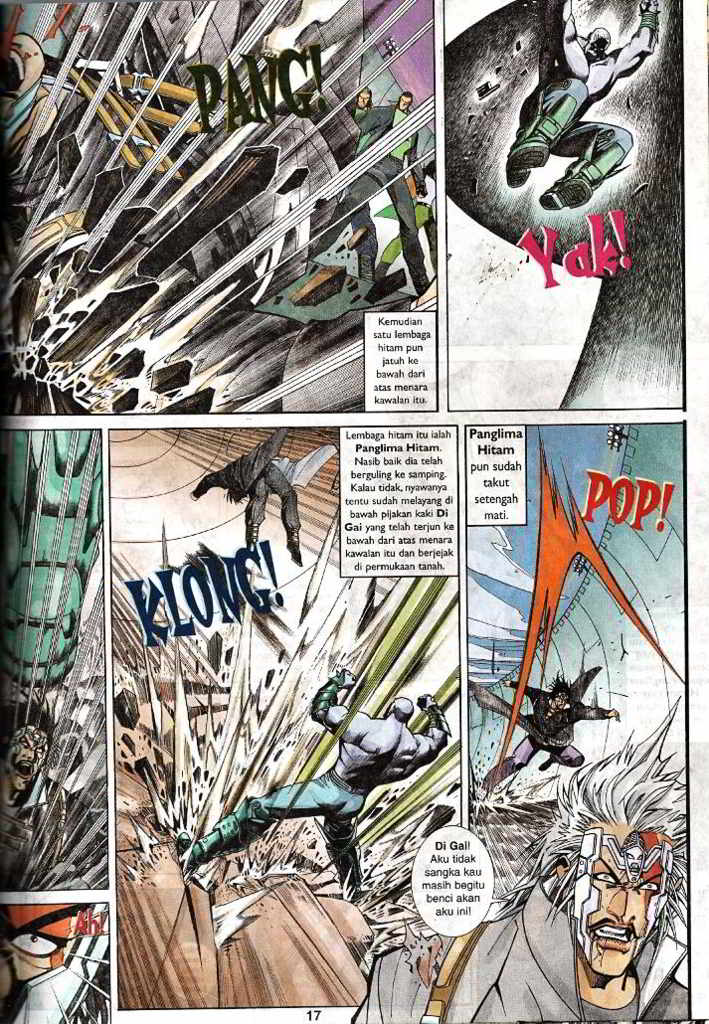 PANG!
Yak!
Kemudian
satu lembaga
hitam pun
jatuh ke
bawah dari
atas menara
kawalan itu.
KLONG!
Lembaga hitam itu ialah
Panglima Hitam.
Nasib baik dia telah
berguling ke samping.
Kalau tidak, nyawanya
tentu sudah melayang di
bawah pijakan kaki Di
Gai yang telah terjun ke
bawah dari atas menara
kawalan itu dan berjejak
di permukaan tanah.
Panglima
Hitam
pun sudah
takut
setengah
mati.
POP!
Ah!
Di Gai!
Aku tidak
sangka kau
masih begitu
benci akan
aku ini!
17